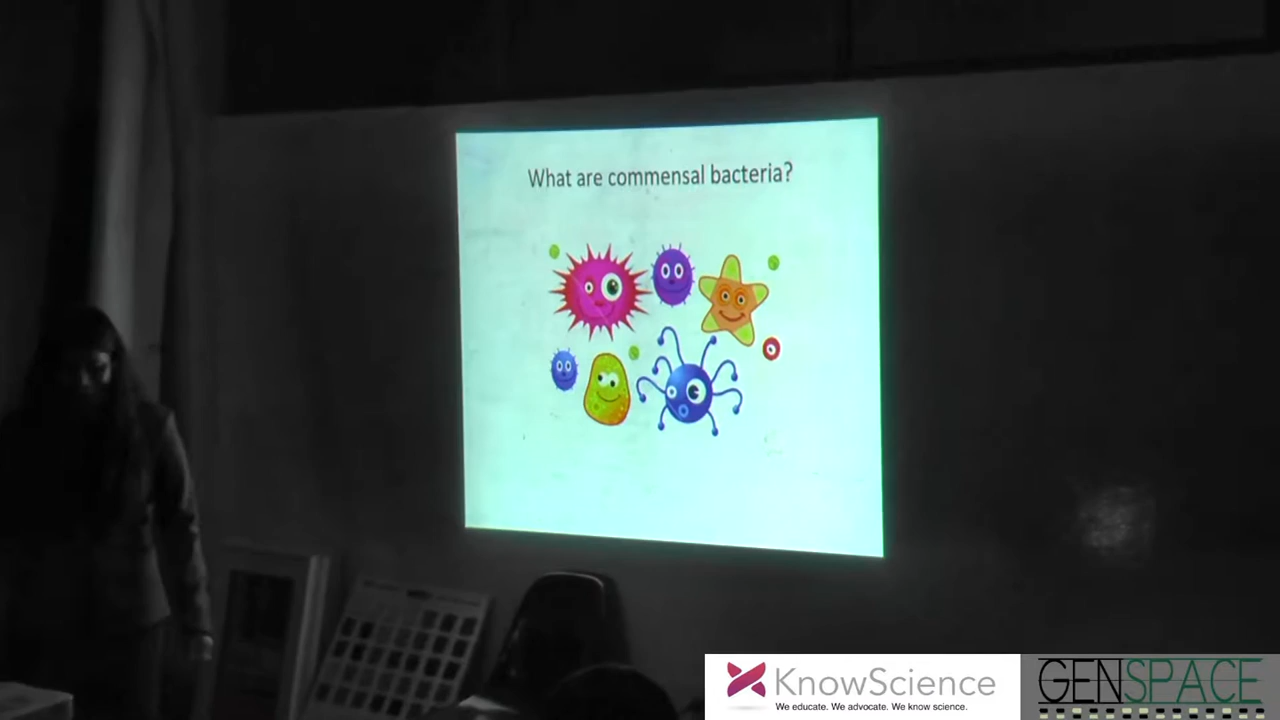 What are commensal bacteria?
KnowScience
We educate. We advocate. We know science.
GENSPACE